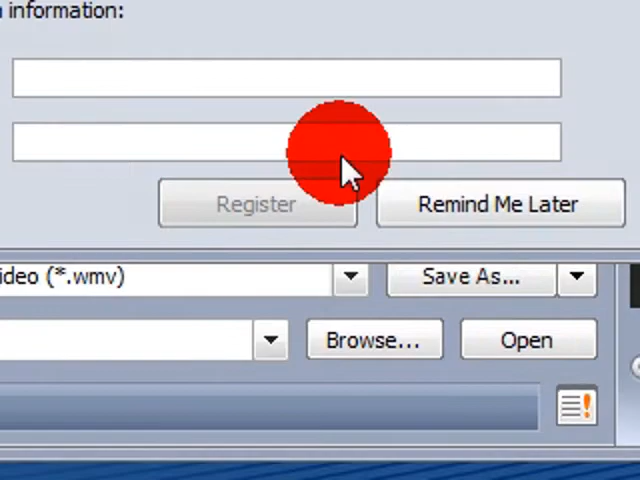 information:
Register
Remind Me Later
ideo (*.wmv)
Save As...
Browse...
Open